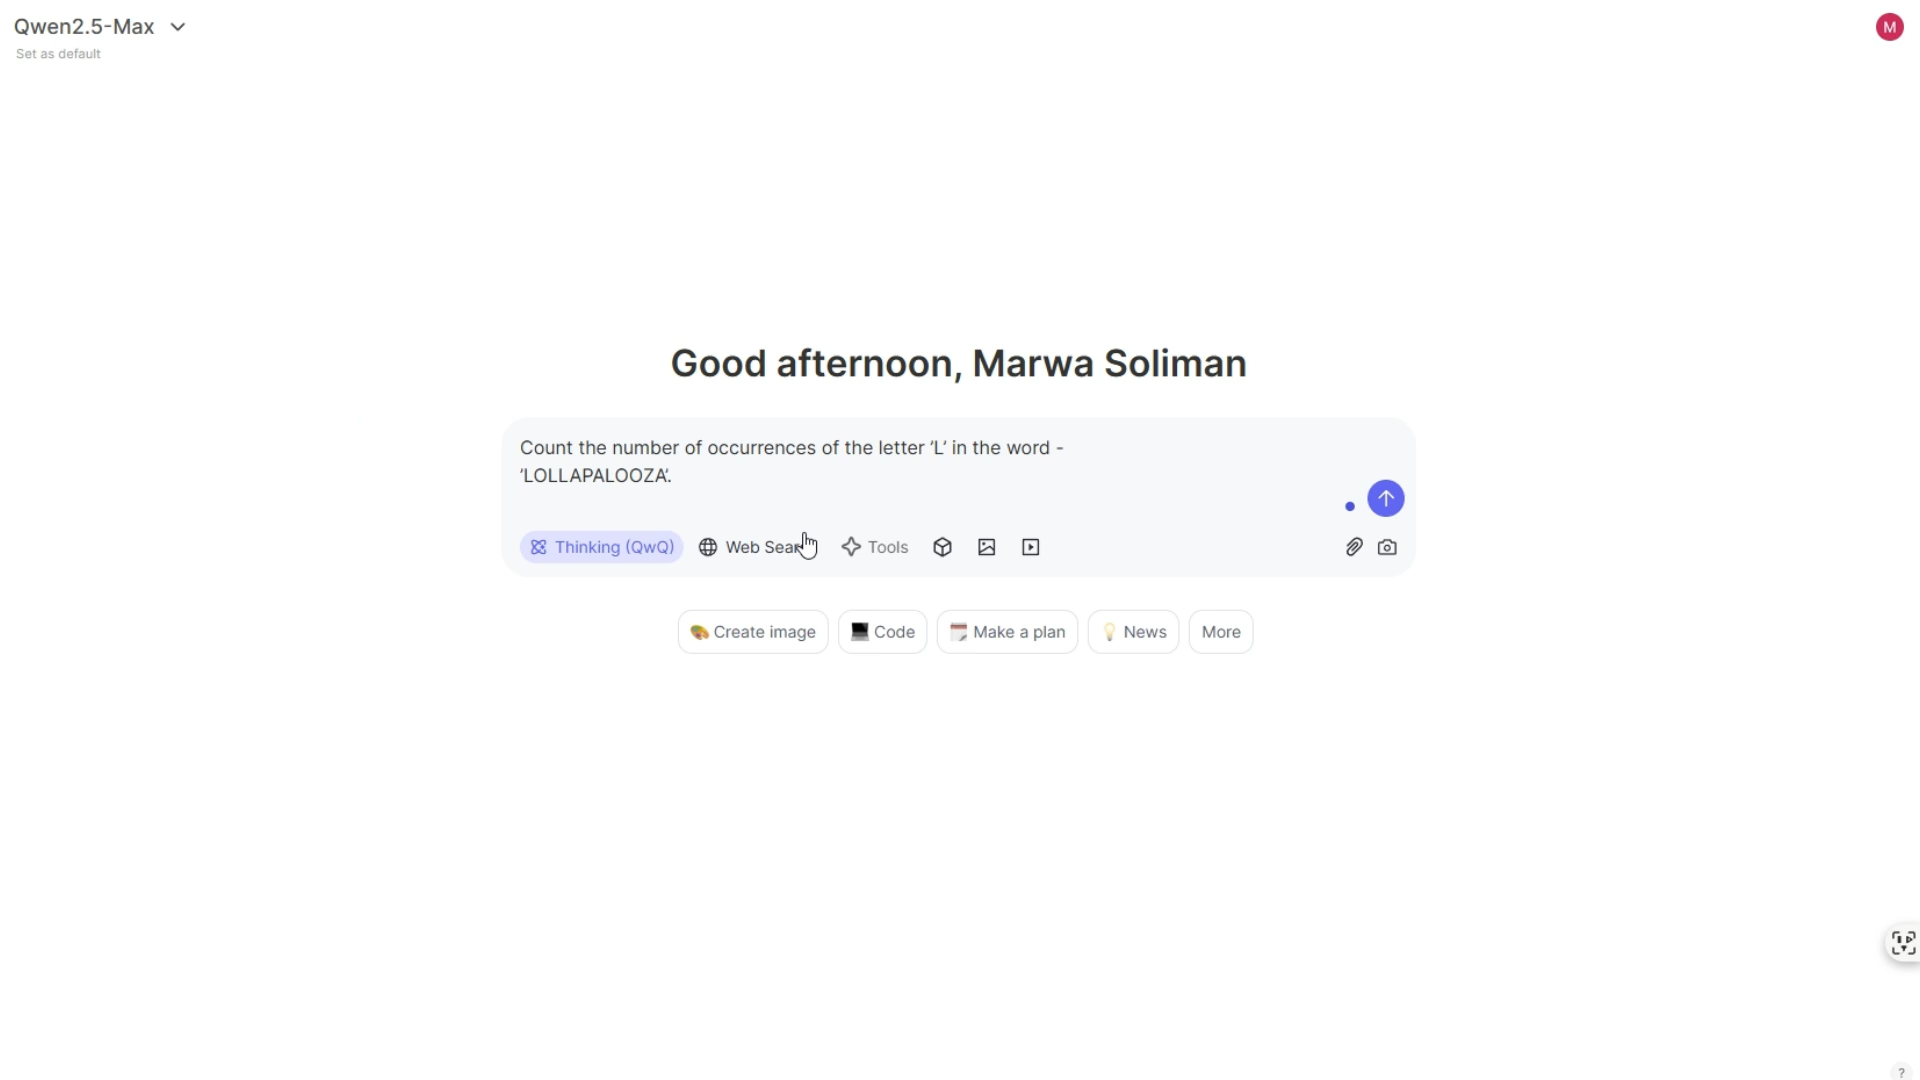 Qwen2.5-Max
M
Set as default
Good afternoon, Marwa Soliman
Count the number of occurrences of the letter ‘L’ in the word -
‘LOLLAPALOOZA’.
Thinking (QwQ) Web Sear Tools
Create image Code Make a plan News More
?